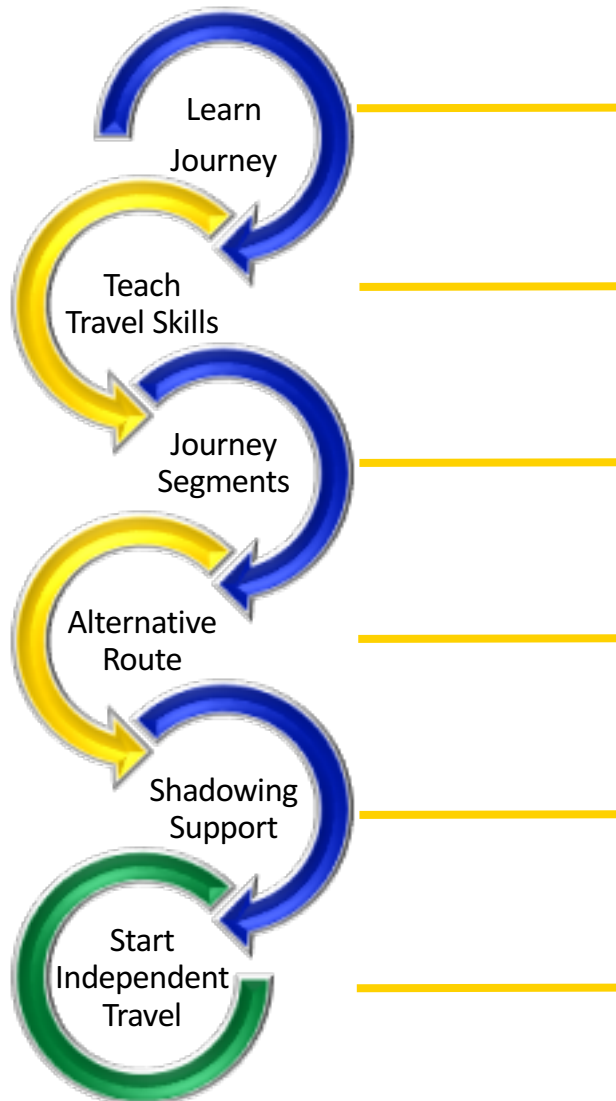 Learn
Journey
Teach
Travel Skills
Journey
Segments
Alternative
Route
Shadowing
Support
Start
Independent
Travel